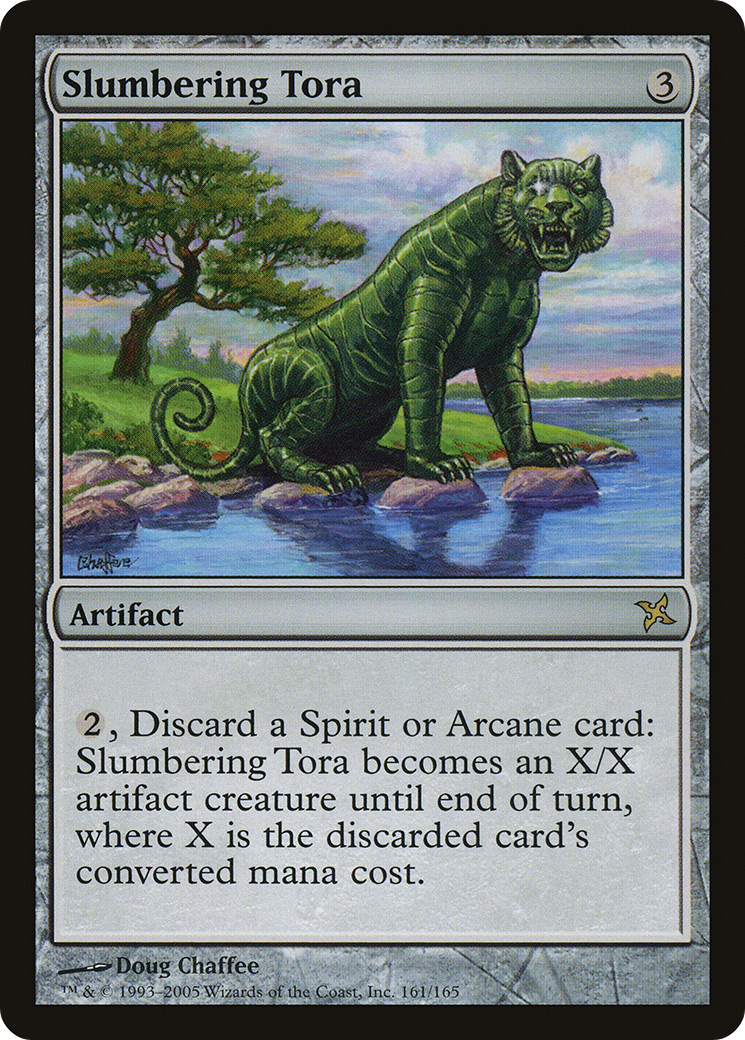 Slumbering Tora 3
Chaffee
Artifact
2, Discard a Spirit or Arcane card:
Slumbering Tora becomes an X/X
artifact creature until end of turn,
where X is the discarded card's
converted mana cost.
Doug Chaffee
™ & © 1993–2005 Wizards of the Coast, Inc. 161/165